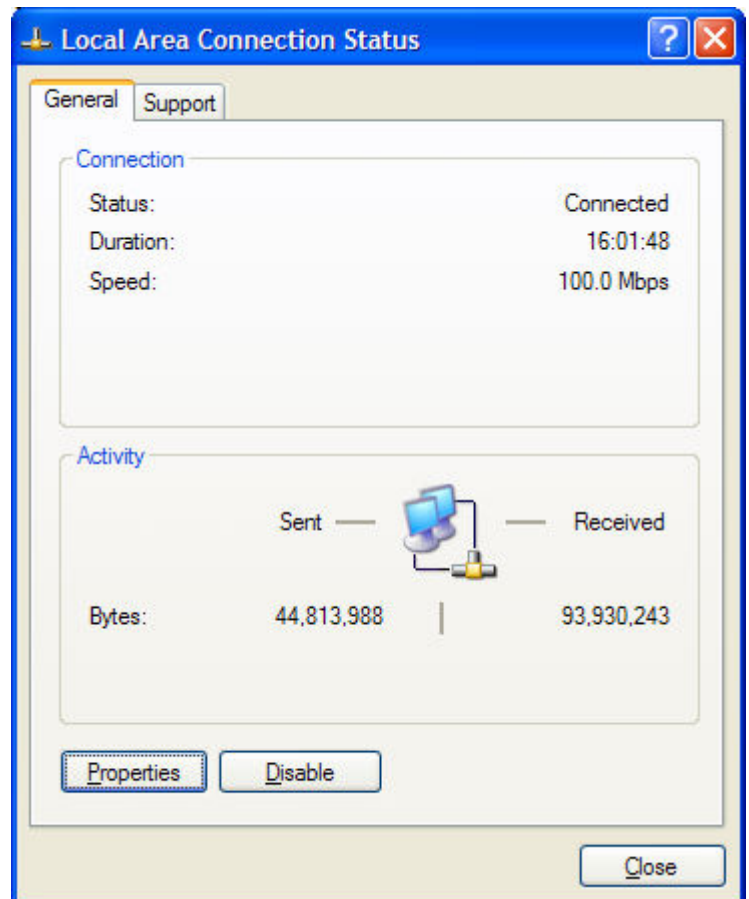 Local Area Connection Status
General Support
Connection
Status: Connected
Duration: 16:01:48
Speed: 100.0 Mbps
Activity
Sent Received
Bytes: 44,813,988 93,930,243
Properties Disable
Close